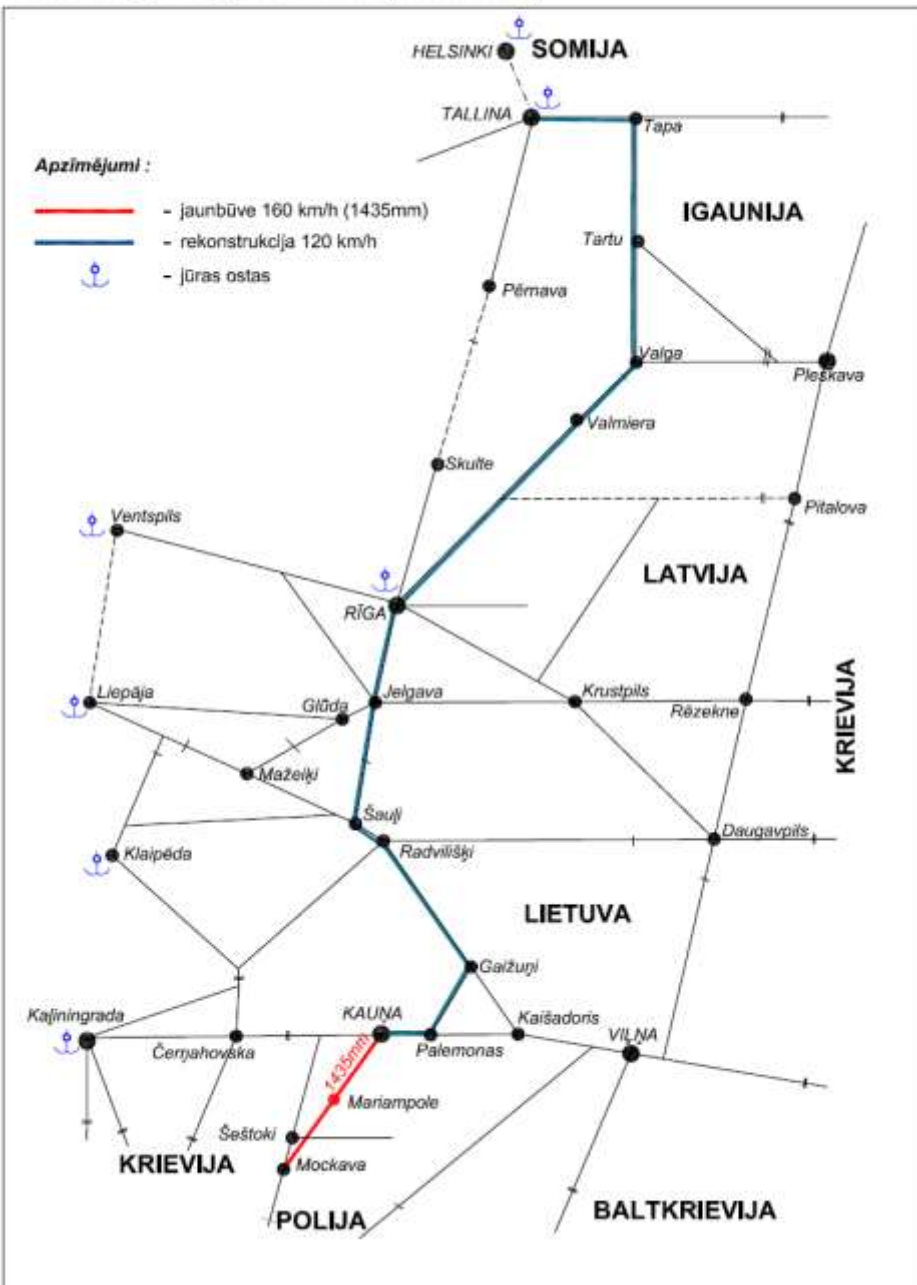 HELSINKI SOMIJA
TALLINA
Tapa
Apzīmējumi :
- jaunbūve 160 km/h (1435mm)
- rekonstrukcija 120 km/h
- jūras ostas
IGAUNIJA
Tartu
Pērnava
Valga
Pleskava
Valmiera
Skulte
Pitalova
Ventspils
LATVIJA
RĪGA
KRIEVIJA
Liepāja
Glūda
Jelgava
Krustpils
Rēzekne
Mažeiķi
Šauļi
Radvilišķi
Daugavpils
Klaipēda
LIETUVA
Gaižuņi
Kaļiningrada
KAUŅA
Kaišadoris
Čerņahovska
Palemonas
VIĻŅA
1435mm
Mariampole
Šeštoki
KRIEVIJA
Mockava
POLIJA
BALTKRIEVIJA